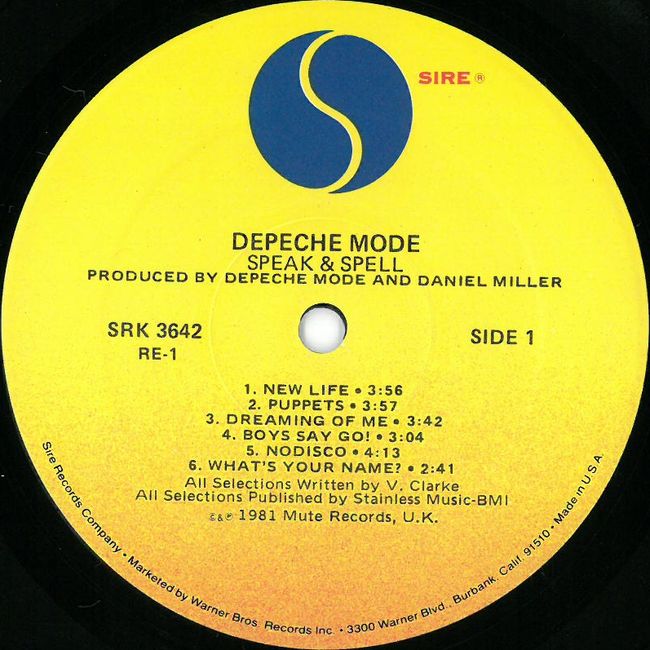 SIRE ®
DEPECHE MODE
SPEAK & SPELL
PRODUCED BY DEPECHE MODE AND DANIEL MILLER
SRK 3642
RE-1
SIDE 1
1. NEW LIFE • 3:56
2. PUPPETS • 3:57
3. DREAMING OF ME • 3:42
4. BOYS SAY GO! • 3:04
5. NODISCO • 4:13
6. WHAT'S YOUR NAME? • 2:41
All Selections Written by V. Clarke
All Selections Published by Stainless Music-BMI
©&℗ 1981 Mute Records, U.K.
Sire Records Company • Marketed by Warner Bros. Records Inc. • 3300 Warner Blvd., Burbank, Calif. 91510 • Made in U.S.A.